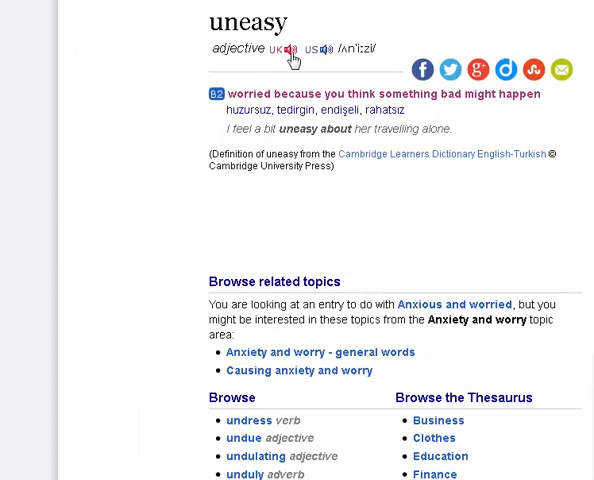 uneasy
adjective UK US /ʌnˈiːzi/
B2 worried because you think something bad might happen
huzursuz, tedirgin, endişeli, rahatsız
I feel a bit uneasy about her travelling alone.
(Definition of uneasy from the Cambridge Learners Dictionary English-Turkish ©
Cambridge University Press)
Browse related topics
You are looking at an entry to do with Anxious and worried, but you
might be interested in these topics from the Anxiety and worry topic
area:
• Anxiety and worry - general words
• Causing anxiety and worry
Browse
• undress verb
• undue adjective
• undulating adjective
• unduly adverb
Browse the Thesaurus
• Business
• Clothes
• Education
• Finance